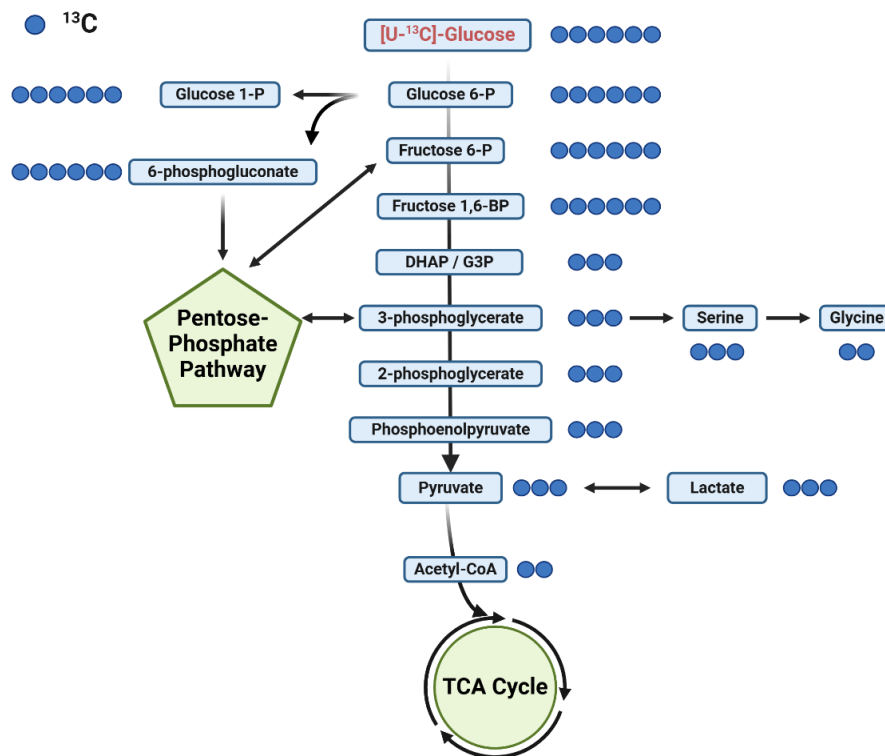 ¹³C
[U-¹³C]-Glucose
Glucose 1-P
Glucose 6-P
Fructose 6-P
6-phosphogluconate
Fructose 1,6-BP
DHAP / G3P
Pentose-
Phosphate
Pathway
3-phosphoglycerate
Serine
Glycine
2-phosphoglycerate
Phosphoenolpyruvate
Pyruvate
Lactate
Acetyl-CoA
TCA Cycle